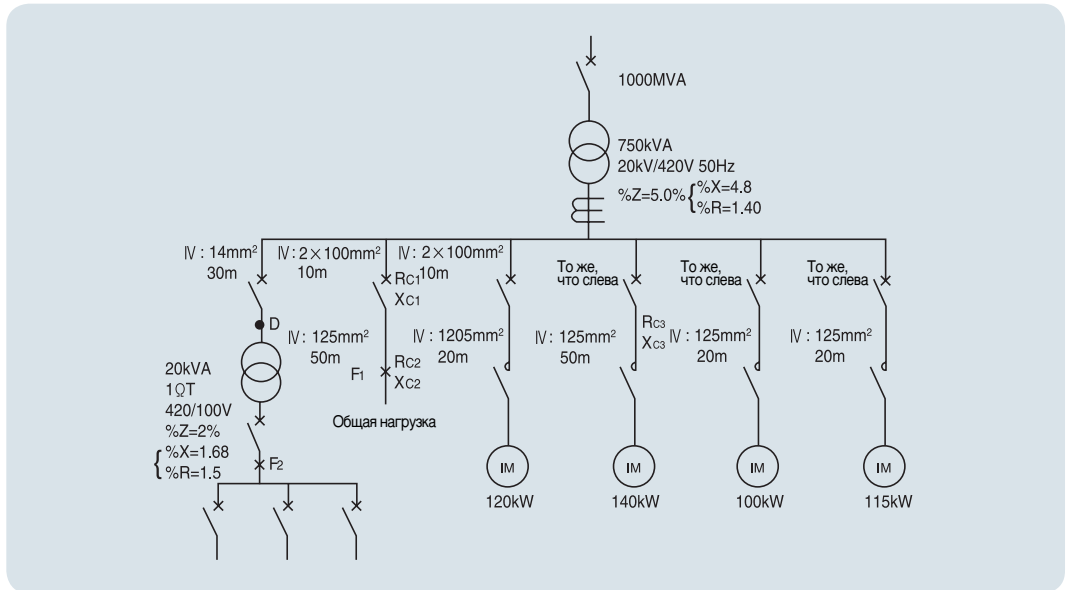 1000MVA
750kVA
20kV/420V 50Hz
%Z=5.0% { %X=4.8
%R=1.40
IV : 14mm²
30m
IV : 2×100mm²
10m
RC1
XC1
IV : 2×100mm²
10m
То же,
что слева
То же,
что слева
То же,
что слева
D
IV : 125mm²
50m
F1
RC2
XC2
Общая нагрузка
IV : 1205mm²
20m
IV : 125mm²
50m
RC3
XC3
IV : 125mm²
20m
IV : 125mm²
20m
20kVA
1ΩT
420/100V
%Z=2%
{ %X=1.68
%R=1.5
F2
IM
120kW
IM
140kW
IM
100kW
IM
115kW